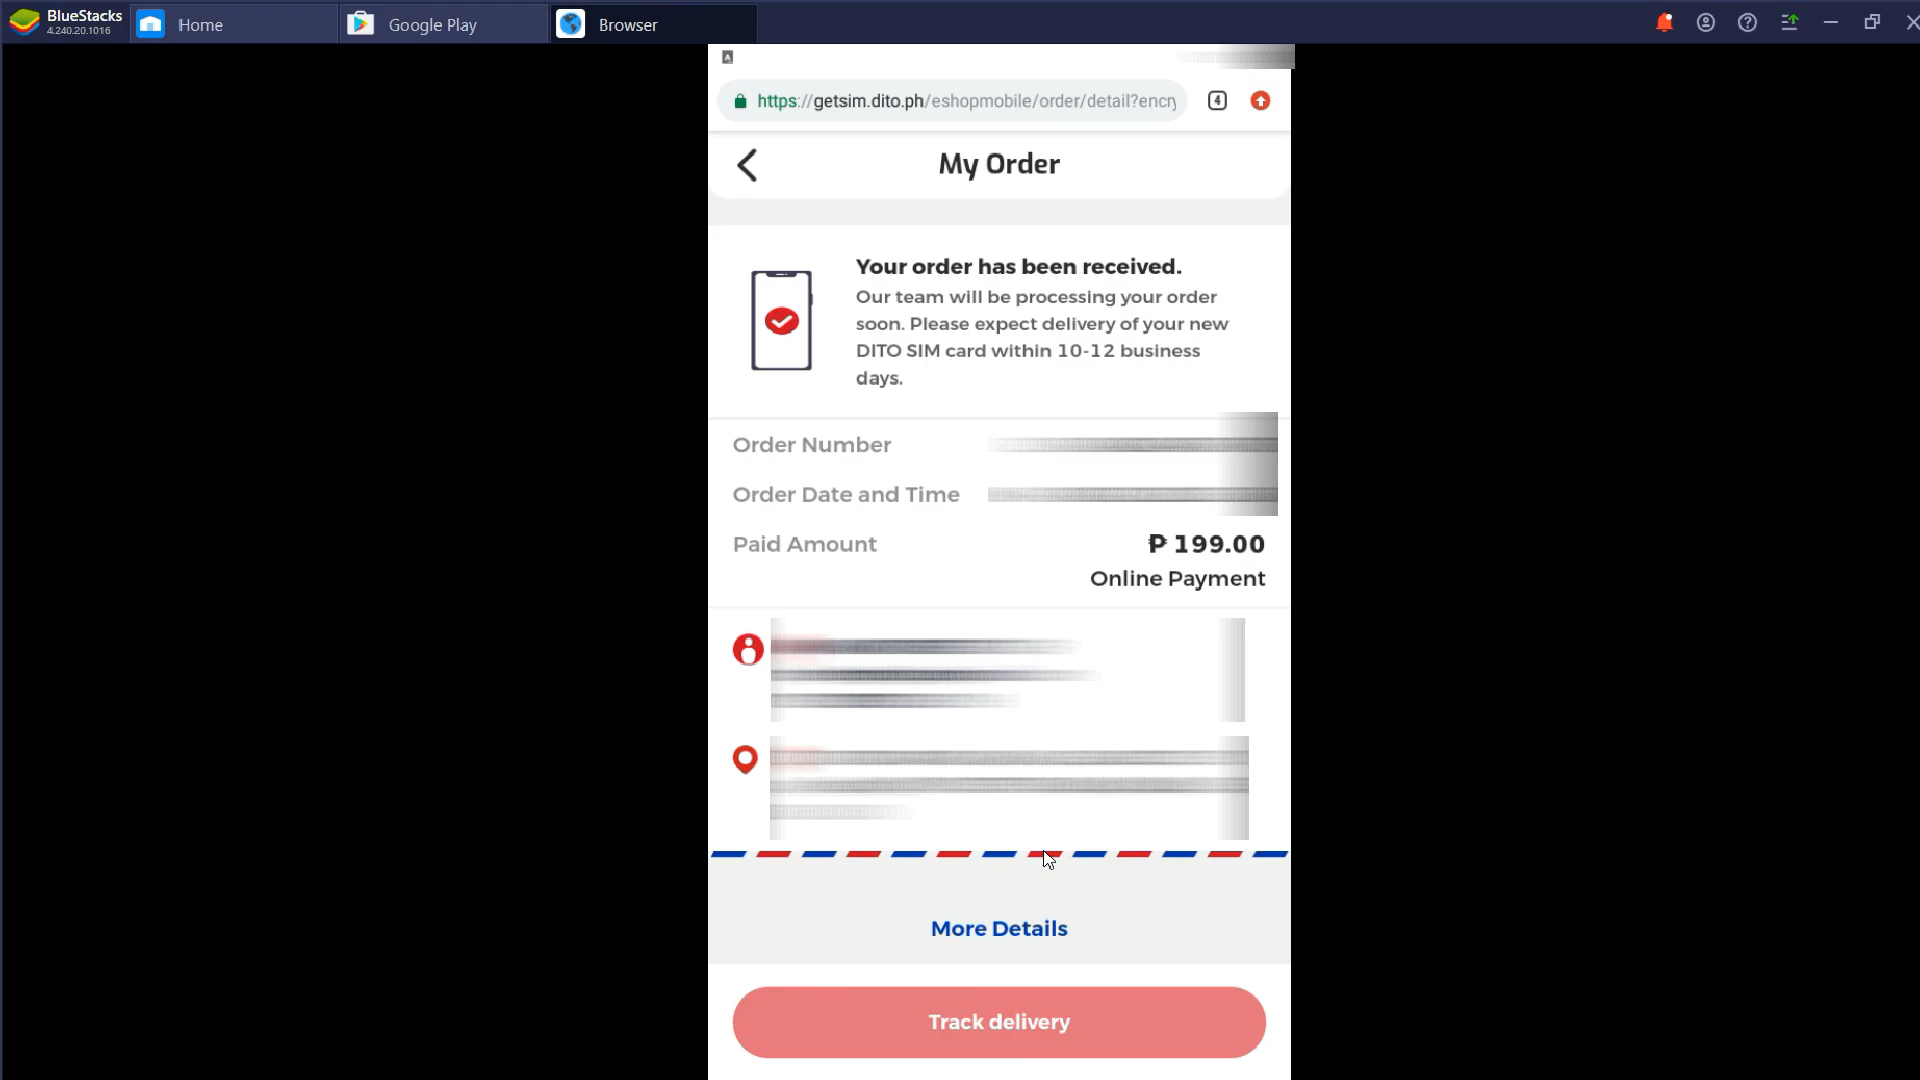 BlueStacks
4.240.20.1016
Home
Google Play
Browser
A
https://getsim.dito.ph/eshopmobile/order/detail?encry
4
My Order
Your order has been received.
Our team will be processing your order
soon. Please expect delivery of your new
DITO SIM card within 10-12 business
days.
Order Number
Order Date and Time
Paid Amount ₱ 199.00
Online Payment
More Details
Track delivery